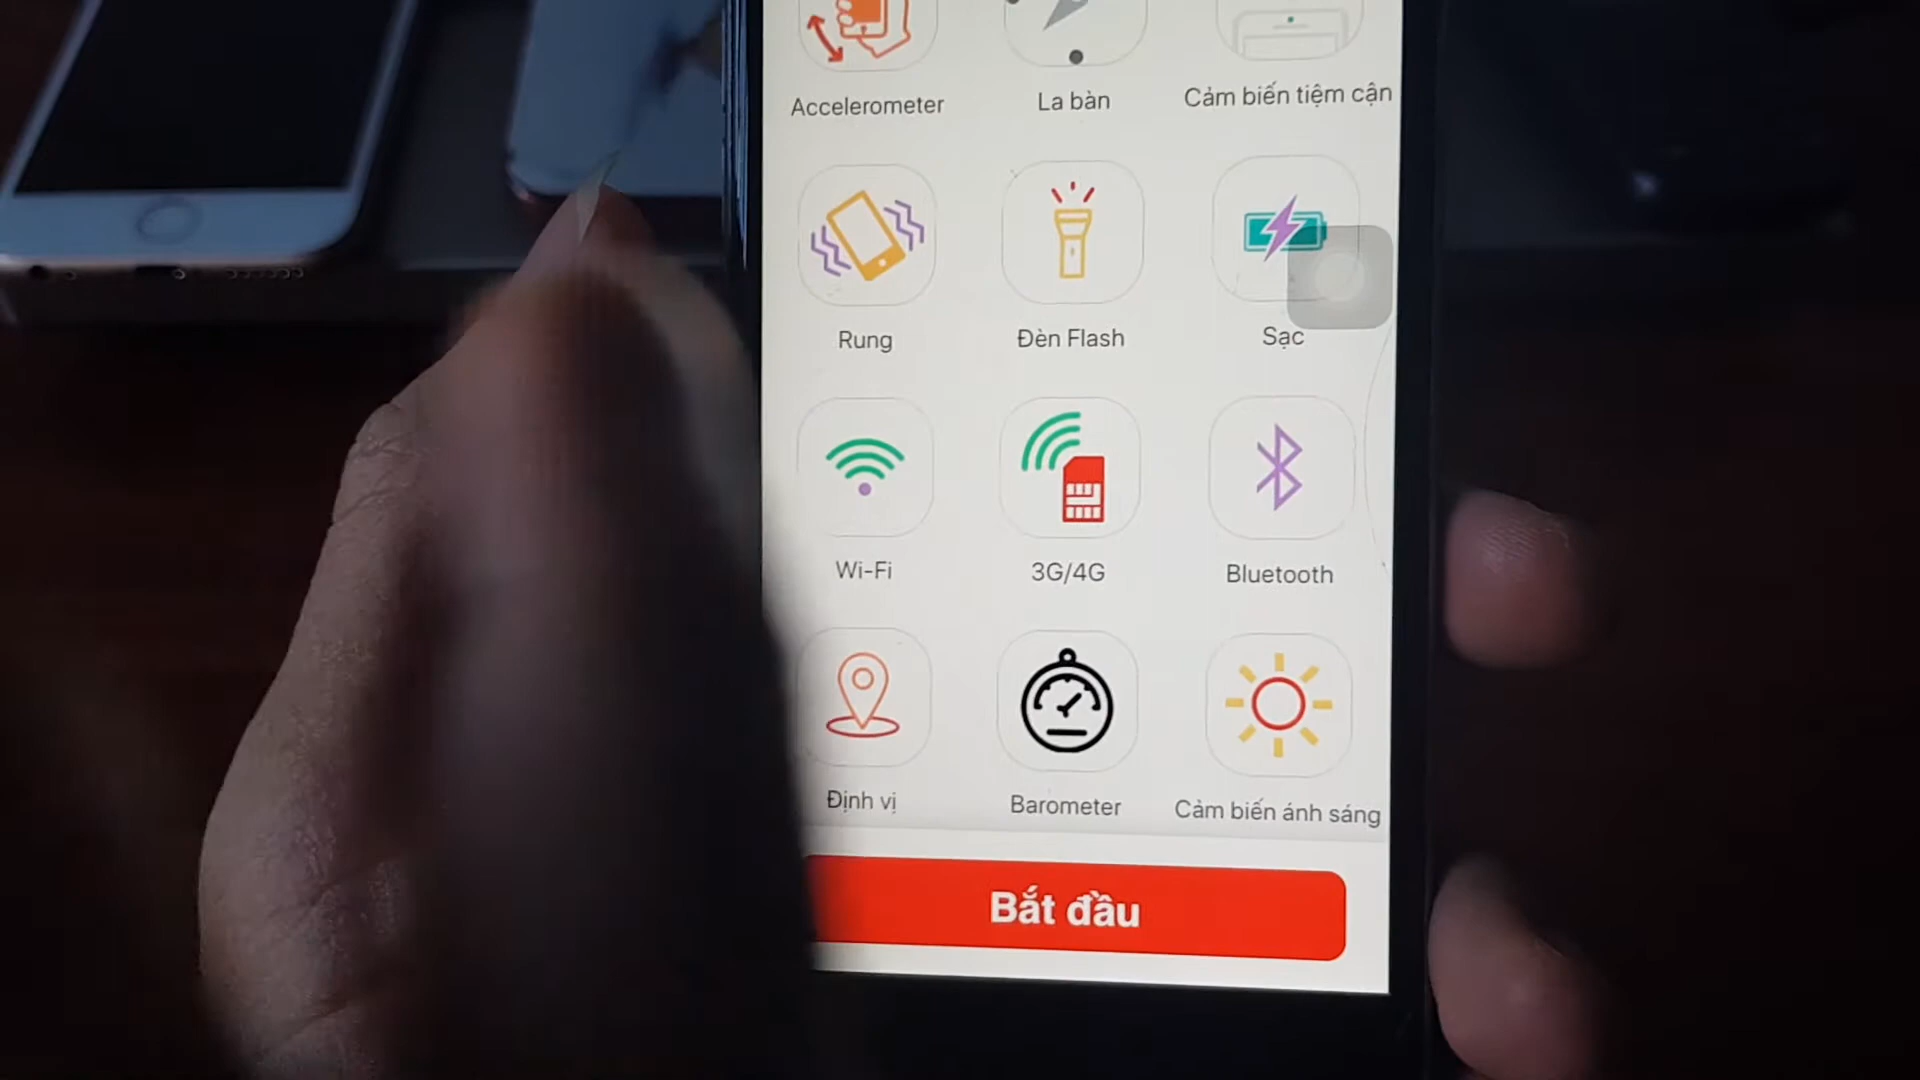 Accelerometer
La bàn
Cảm biến tiệm cận
Rung
Đèn Flash
Sạc
Wi-Fi
3G/4G
Bluetooth
Định vị
Barometer
Cảm biến ánh sáng
Bắt đầu